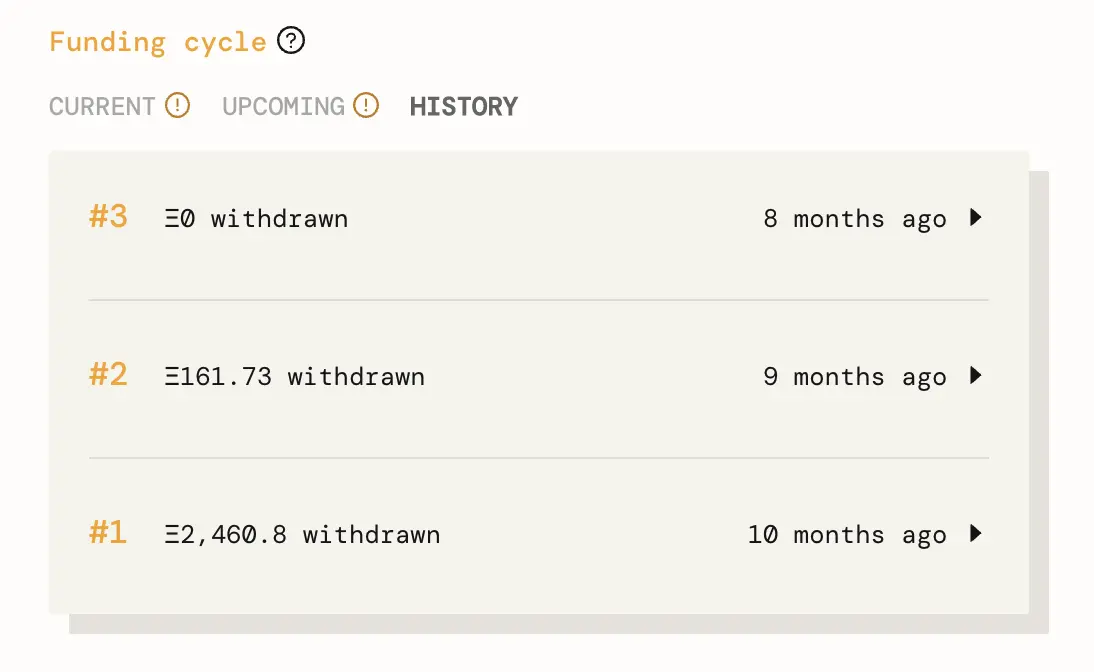 Funding cycle ?
CURRENT ! UPCOMING ! HISTORY
#3 Ξ0 withdrawn 8 months ago
#2 Ξ161.73 withdrawn 9 months ago
#1 Ξ2,460.8 withdrawn 10 months ago